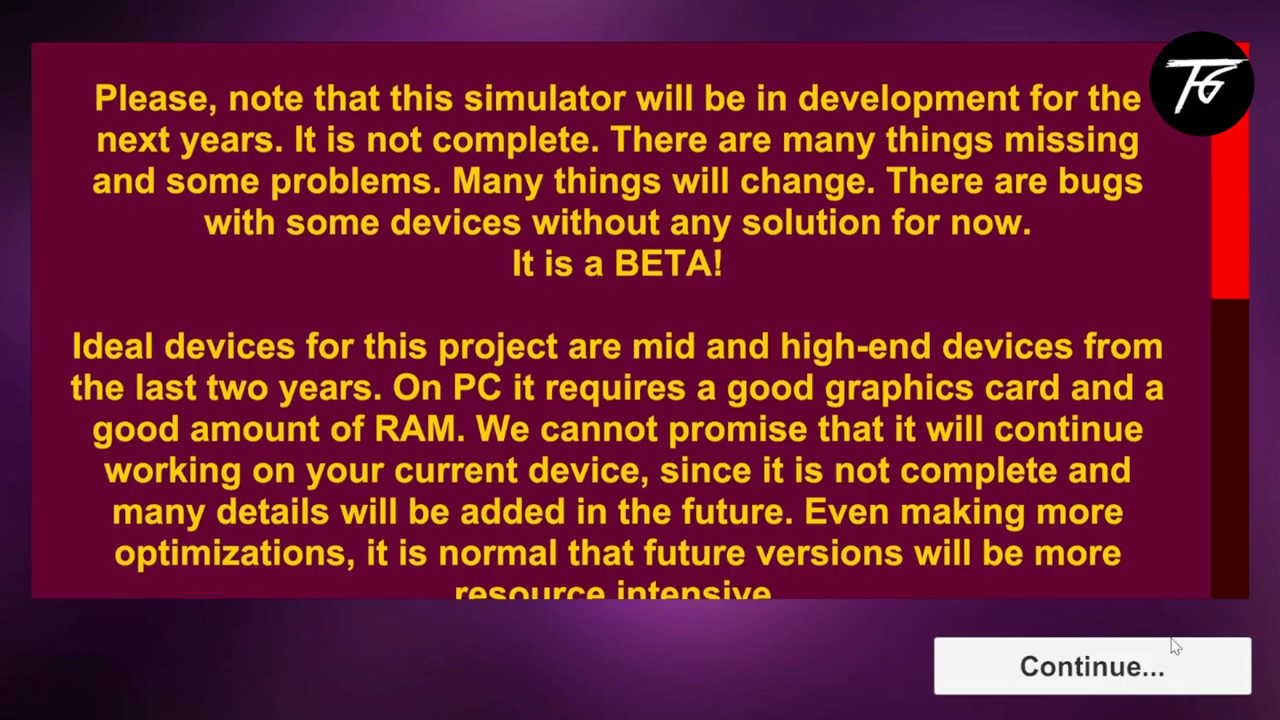 Please, note that this simulator will be in development for the
next years. It is not complete. There are many things missing
and some problems. Many things will change. There are bugs
with some devices without any solution for now.
It is a BETA!
Ideal devices for this project are mid and high-end devices from
the last two years. On PC it requires a good graphics card and a
good amount of RAM. We cannot promise that it will continue
working on your current device, since it is not complete and
many details will be added in the future. Even making more
optimizations, it is normal that future versions will be more
resource intensive
Continue...
TG